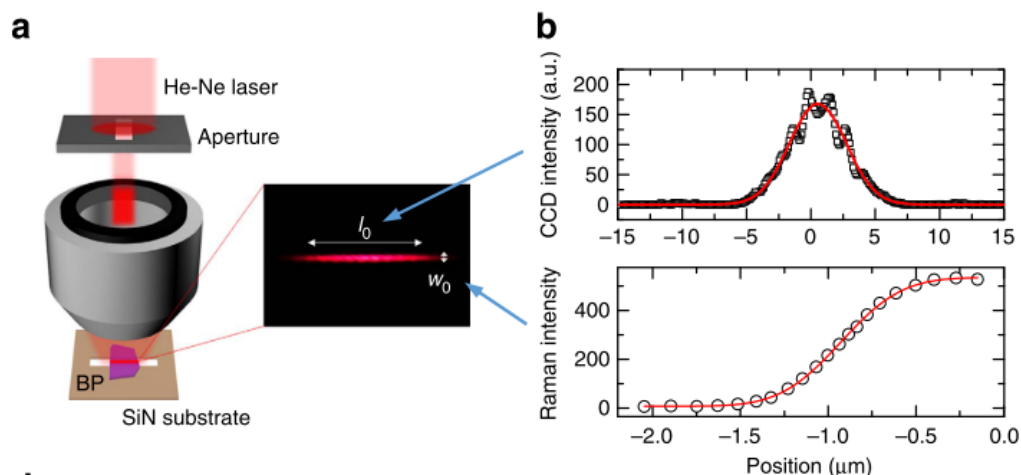 a
He-Ne laser
Aperture
l₀
w₀
BP
SiN substrate
b
CCD intensity (a.u.)
200
150
100
50
0
−15 −10 −5 0 5 10 15
Raman intensity
400
200
0
−2.0 −1.5 −1.0 −0.5 0.0
Position (μm)